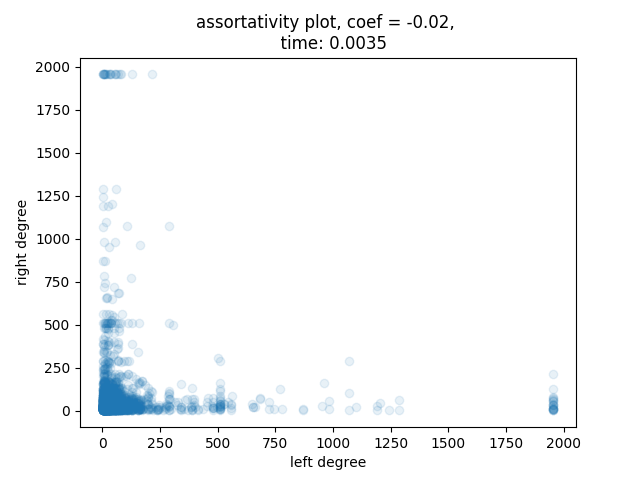 assortativity plot, coef = -0.02,
time: 0.0035
2000
1750
1500
1250
1000
750
500
250
0
right degree
0 250 500 750 1000 1250 1500 1750 2000
left degree